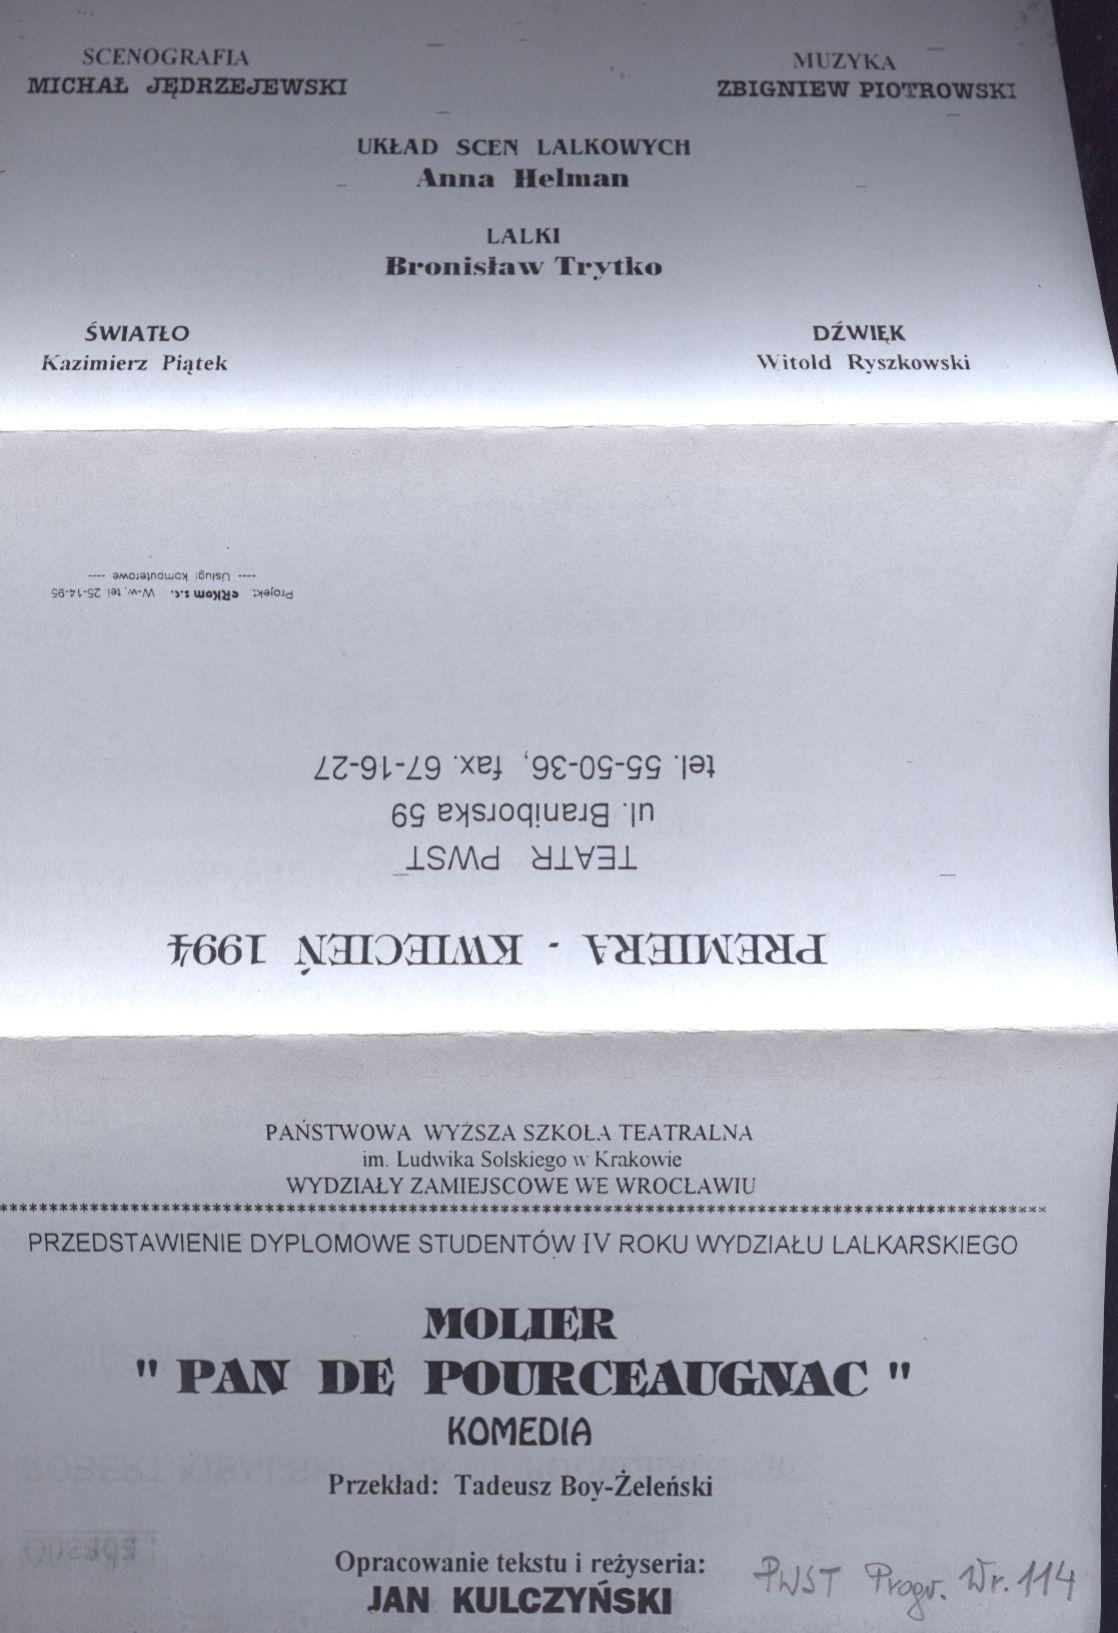 SCENOGRAFIA
MICHAŁ JĘDRZEJEWSKI
MUZYKA
ZBIGNIEW PIOTROWSKI
UKŁAD SCEN LALKOWYCH
Anna Helman
LALKI
Bronisław Trytko
ŚWIATŁO
Kazimierz Piątek
DŹWIĘK
Witold Ryszkowski
PREMIERA - KWIECIEŃ 1994
TEATR PWST
ul. Braniborska 59
tel. 55-50-36, fax. 67-16-27
Projekt eRKom s.c. W-w, tel. 25-14-95
---- Usługi komputerowe ----
PAŃSTWOWA WYŻSZA SZKOŁA TEATRALNA
im. Ludwika Solskiego w Krakowie
WYDZIAŁY ZAMIEJSCOWE WE WROCŁAWIU
PRZEDSTAWIENIE DYPLOMOWE STUDENTÓW IV ROKU WYDZIAŁU LALKARSKIEGO
MOLIER
" PAN DE POURCEAUGNAC "
KOMEDIA
Przekład: Tadeusz Boy-Żeleński
Opracowanie tekstu i reżyseria:
JAN KULCZYŃSKI
PWST Progr. Wr. 114